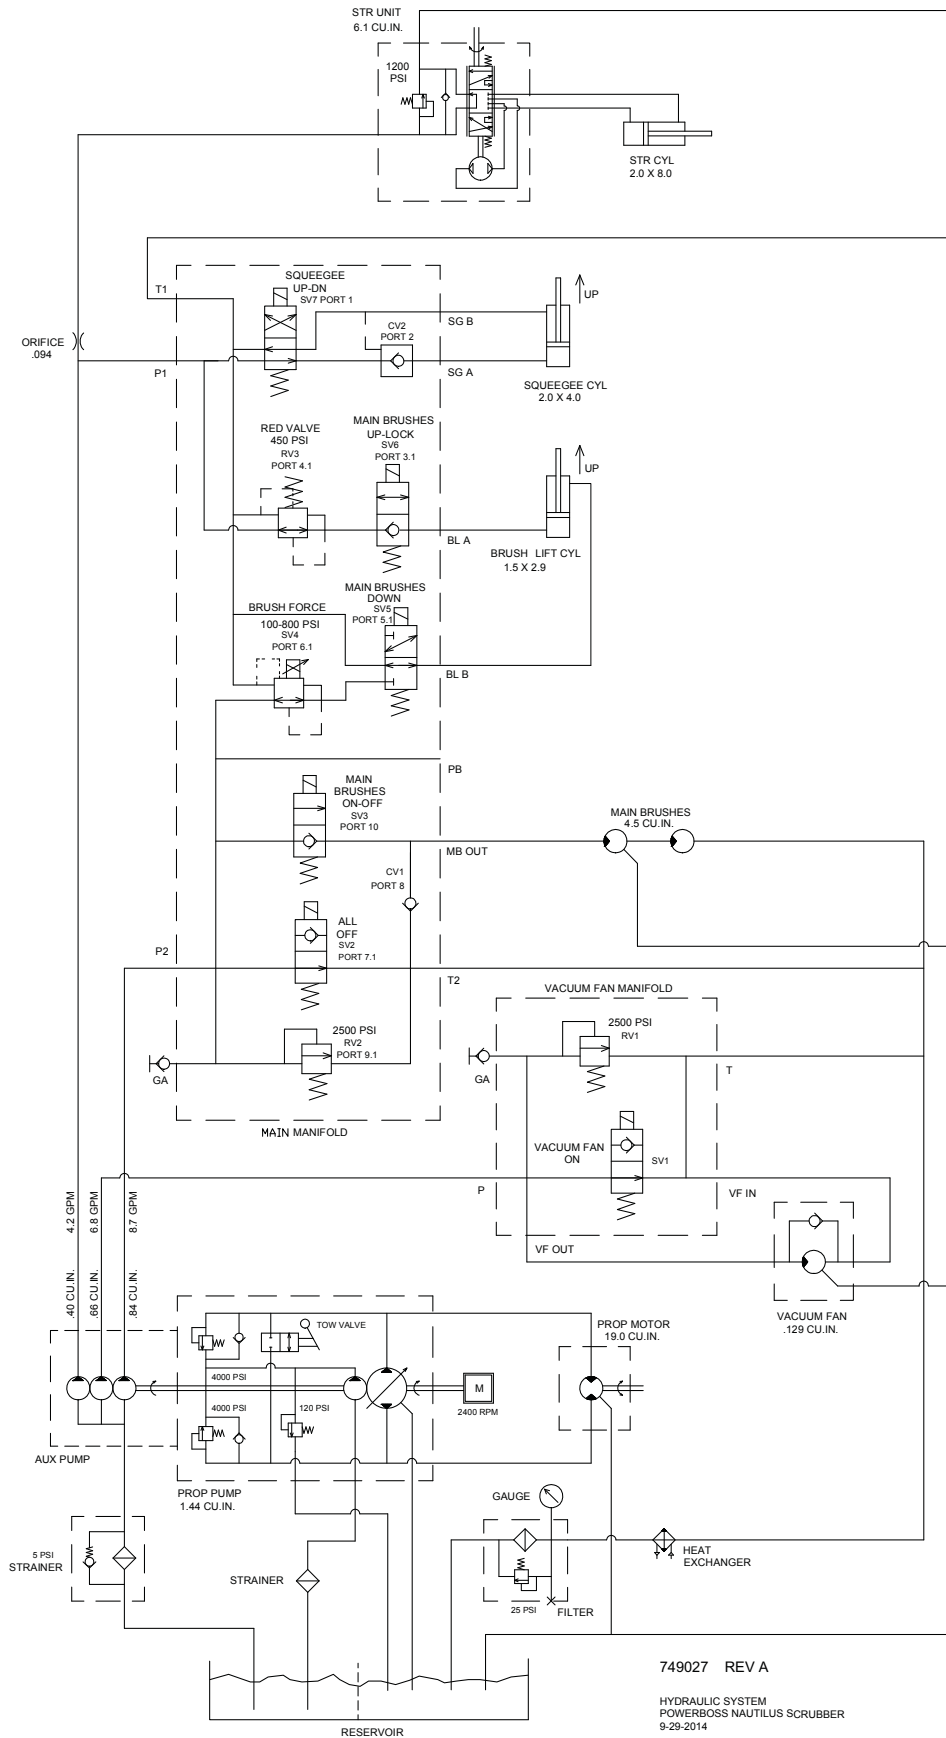 STR UNIT
6.1 CU.IN.
1200
PSI
STR CYL
2.0 X 8.0
SQUEEGEE
UP-DN
SV7 PORT 1
T1
CV2
PORT 2
SG B
UP
ORIFICE
.094
P1
SG A
SQUEEGEE CYL
2.0 X 4.0
RED VALVE
450 PSI
RV3
PORT 4.1
MAIN BRUSHES
UP-LOCK
SV6
PORT 3.1
UP
BL A
BRUSH LIFT CYL
1.5 X 2.9
MAIN BRUSHES
DOWN
SV5
PORT 5.1
BRUSH FORCE
100-800 PSI
SV4
PORT 6.1
BL B
PB
MAIN
BRUSHES
ON-OFF
SV3
PORT 10
MAIN BRUSHES
4.5 CU.IN.
MB OUT
CV1
PORT 8
ALL
OFF
SV2
PORT 7.1
P2
T2
VACUUM FAN MANIFOLD
2500 PSI
RV2
PORT 9.1
GA
2500 PSI
RV1
GA
T
MAIN MANIFOLD
VACUUM FAN
ON
SV1
P
VF IN
VF OUT
4.2 GPM
6.8 GPM
8.7 GPM
.40 CU.IN.
.66 CU.IN.
.84 CU.IN.
VACUUM FAN
.129 CU.IN.
TOW VALVE
PROP MOTOR
19.0 CU.IN.
4000 PSI
4000 PSI
120 PSI
M
2400 RPM
AUX PUMP
PROP PUMP
1.44 CU.IN.
GAUGE
5 PSI
STRAINER
STRAINER
HEAT
EXCHANGER
25 PSI
FILTER
749027 REV A
HYDRAULIC SYSTEM
POWERBOSS NAUTILUS SCRUBBER
9-29-2014
RESERVOIR